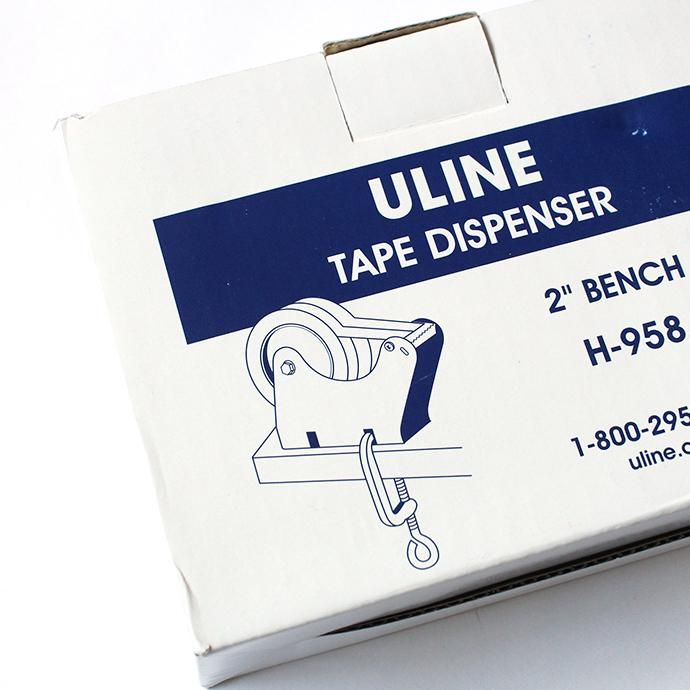 ULINE
TAPE DISPENSER
2" BENCH
H-958
1-800-295
uline.c